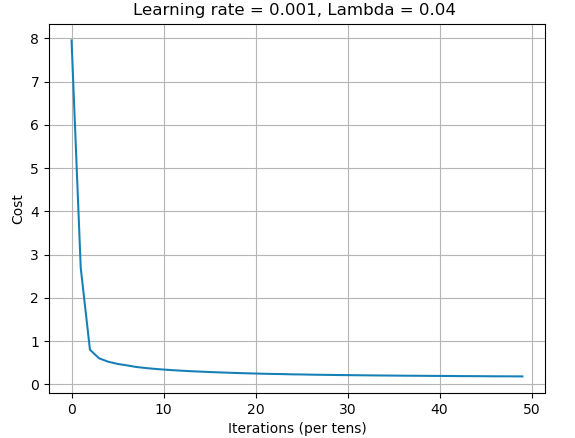 Learning rate = 0.001, Lambda = 0.04
8
7
6
5
4
3
2
1
0
Cost
0 10 20 30 40 50
Iterations (per tens)